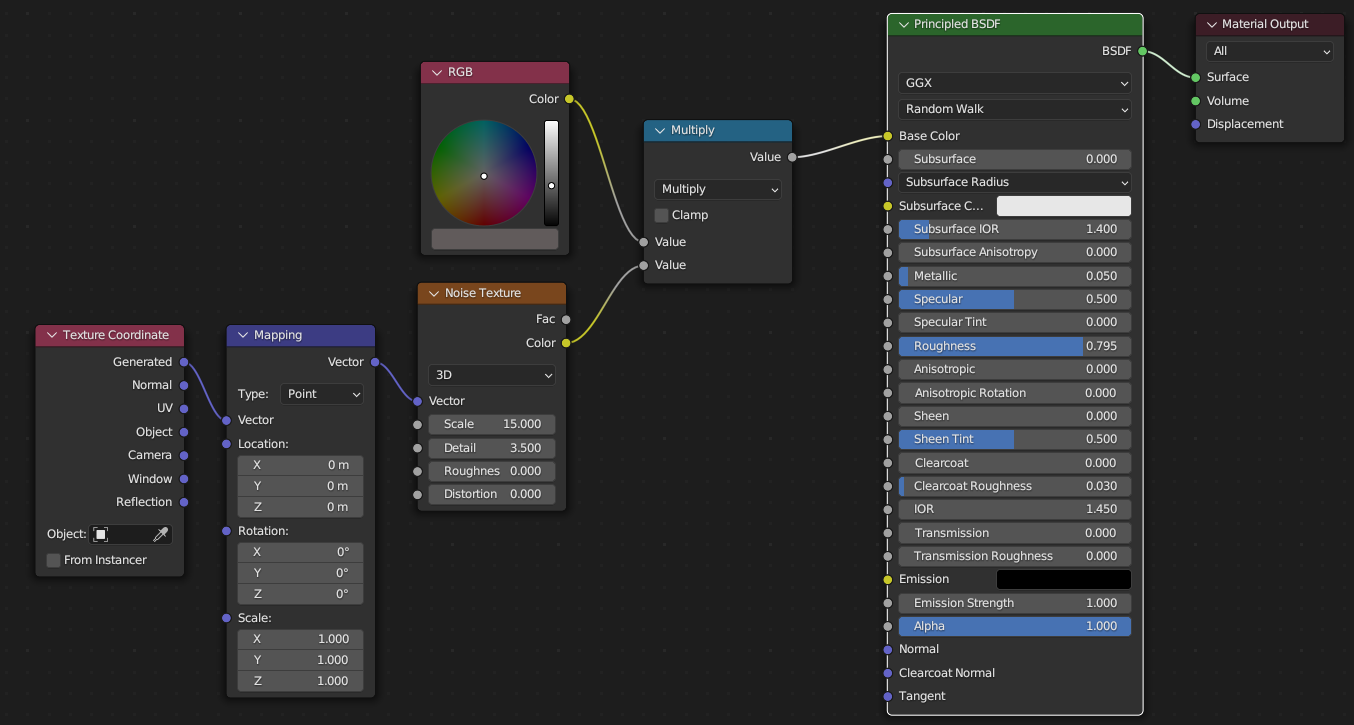 RGB
Color
Noise Texture
Fac
Color
3D
Vector
Scale 15.000
Detail 3.500
Roughnes 0.000
Distortion 0.000
Texture Coordinate
Generated
Normal
UV
Object
Camera
Window
Reflection
Object:
From Instancer
Mapping
Vector
Type: Point
Vector
Location:
X 0 m
Y 0 m
Z 0 m
Rotation:
X 0°
Y 0°
Z 0°
Scale:
X 1.000
Y 1.000
Z 1.000
Multiply
Value
Multiply
Clamp
Value
Value
Principled BSDF
BSDF
GGX
Random Walk
Base Color
Subsurface 0.000
Subsurface Radius
Subsurface C...
Subsurface IOR 1.400
Subsurface Anisotropy 0.000
Metallic 0.050
Specular 0.500
Specular Tint 0.000
Roughness 0.795
Anisotropic 0.000
Anisotropic Rotation 0.000
Sheen 0.000
Sheen Tint 0.500
Clearcoat 0.000
Clearcoat Roughness 0.030
IOR 1.450
Transmission 0.000
Transmission Roughness 0.000
Emission
Emission Strength 1.000
Alpha 1.000
Normal
Clearcoat Normal
Tangent
Material Output
All
Surface
Volume
Displacement